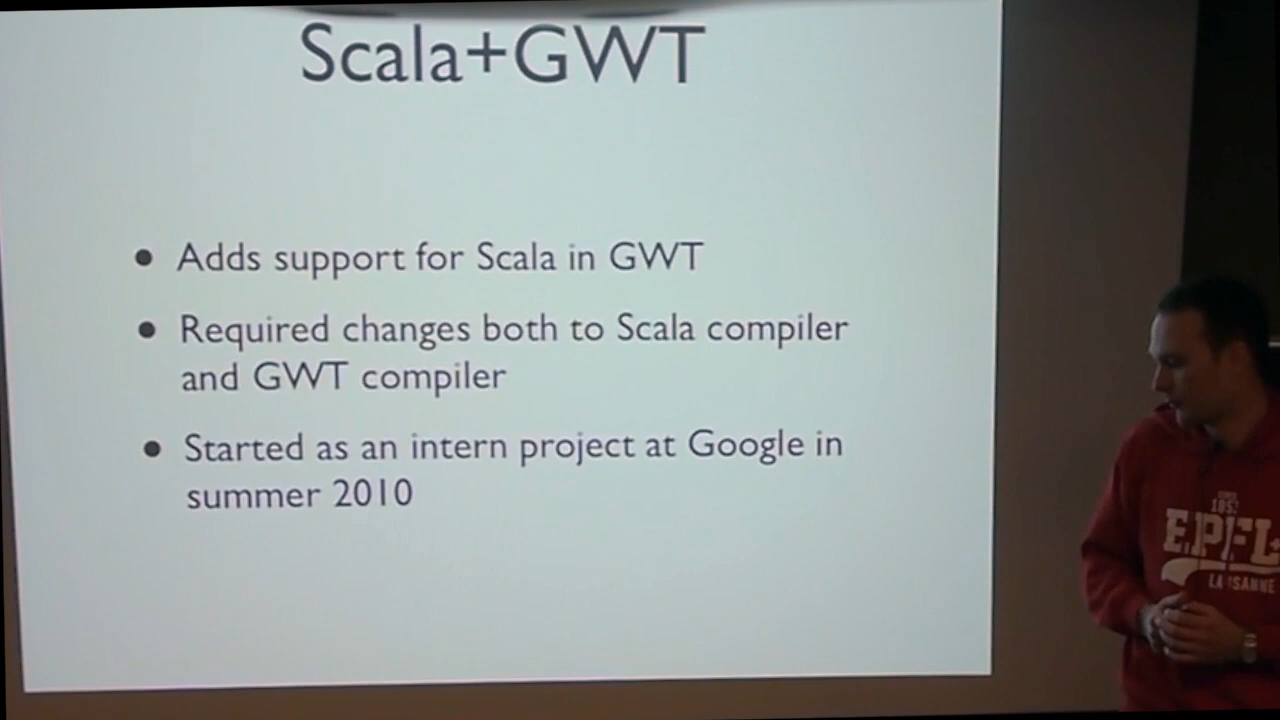 Scala+GWT
● Adds support for Scala in GWT
● Required changes both to Scala compiler
and GWT compiler
● Started as an intern project at Google in
summer 2010
EPFL